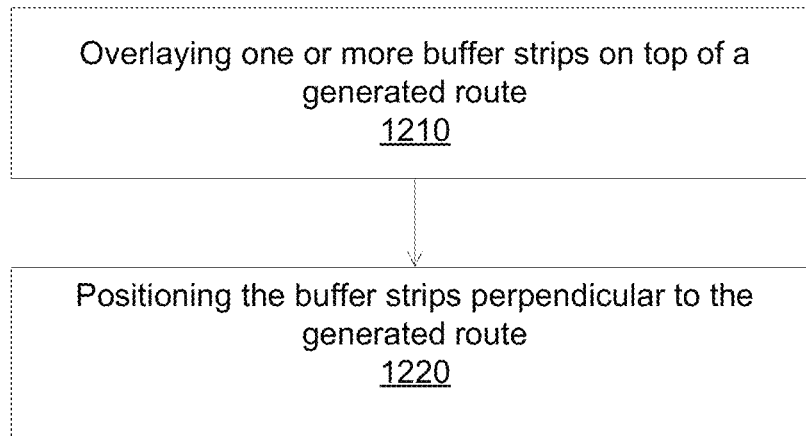 Overlaying one or more buffer strips on top of a
generated route
1210
Positioning the buffer strips perpendicular to the
generated route
1220